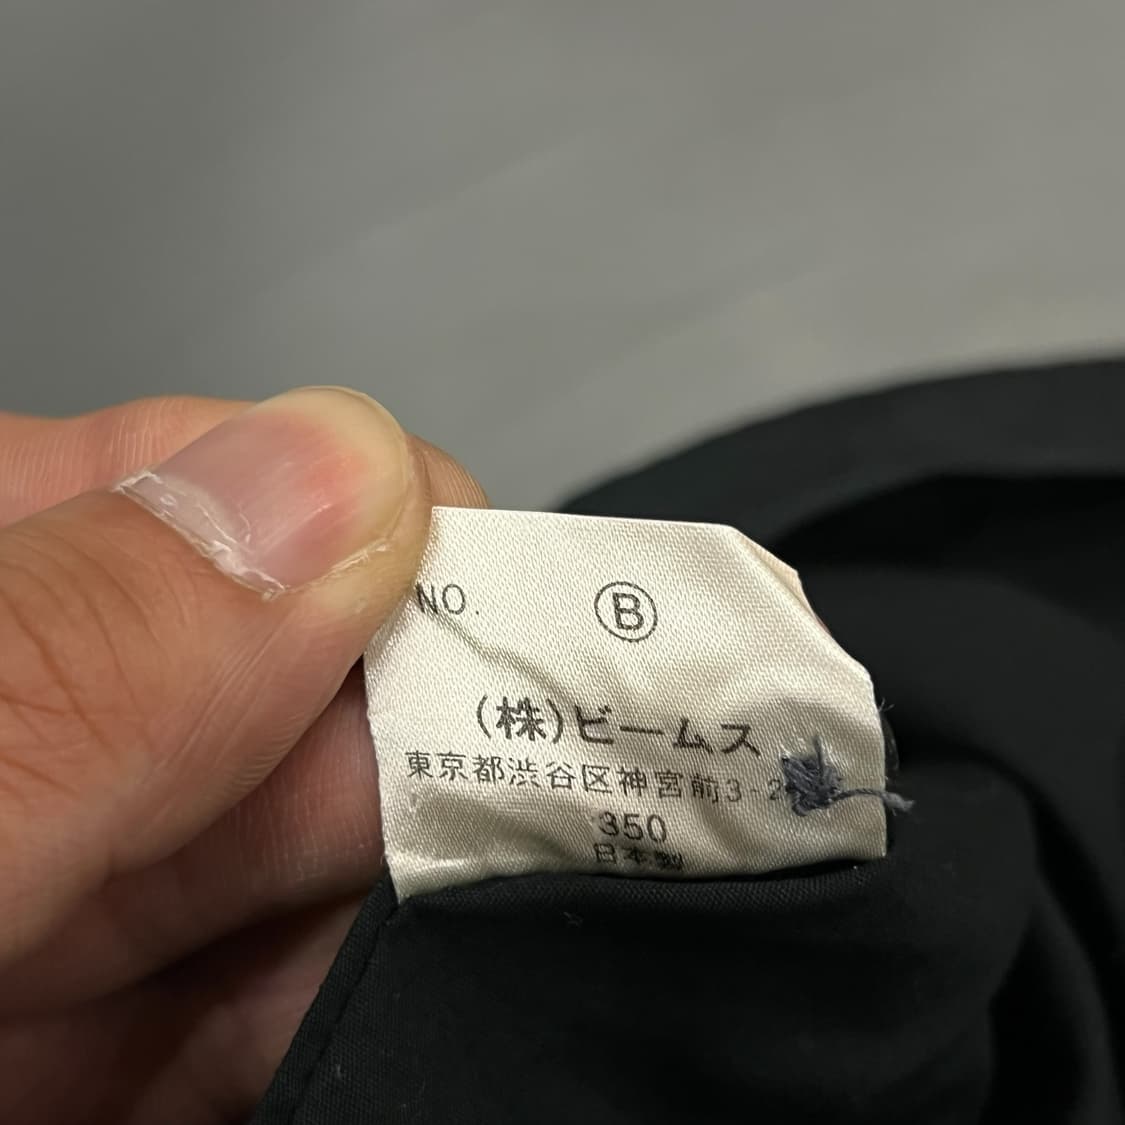 NO. Ⓑ
(株)ビームス
東京都渋谷区神宮前3-2
350
日本製